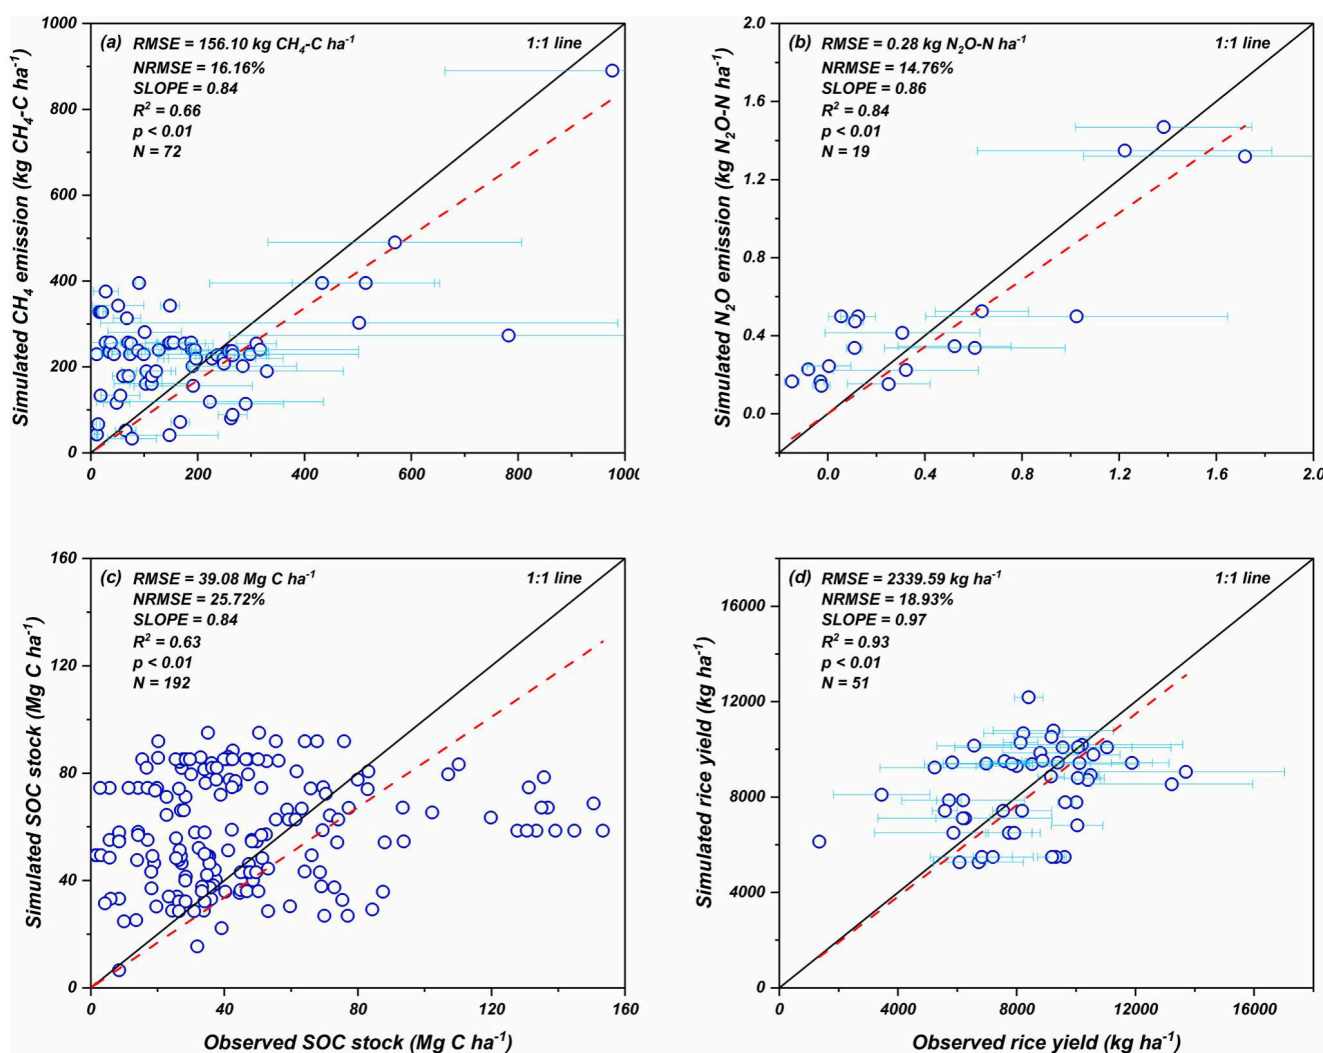 (a) RMSE = 156.10 kg CH₄-C ha⁻¹
NRMSE = 16.16%
SLOPE = 0.84
R² = 0.66
p < 0.01
N = 72
1:1 line
Simulated CH₄ emission (kg CH₄-C ha⁻¹)
1000
800
600
400
200
0
0 200 400 600 800 100
(b) RMSE = 0.28 kg N₂O-N ha⁻¹
NRMSE = 14.76%
SLOPE = 0.86
R² = 0.84
p < 0.01
N = 19
1:1 line
Simulated N₂O emission (kg N₂O-N ha⁻¹)
2.0
1.6
1.2
0.8
0.4
0.0
0.0 0.4 0.8 1.2 1.6 2.0
(c) RMSE = 39.08 Mg C ha⁻¹
NRMSE = 25.72%
SLOPE = 0.84
R² = 0.63
p < 0.01
N = 192
1:1 line
Simulated SOC stock (Mg C ha⁻¹)
160
120
80
40
0
0 40 80 120 160
Observed SOC stock (Mg C ha⁻¹)
(d) RMSE = 2339.59 kg ha⁻¹
NRMSE = 18.93%
SLOPE = 0.97
R² = 0.93
p < 0.01
N = 51
1:1 line
Simulated rice yield (kg ha⁻¹)
16000
12000
8000
4000
0
0 4000 8000 12000 16000
Observed rice yield (kg ha⁻¹)